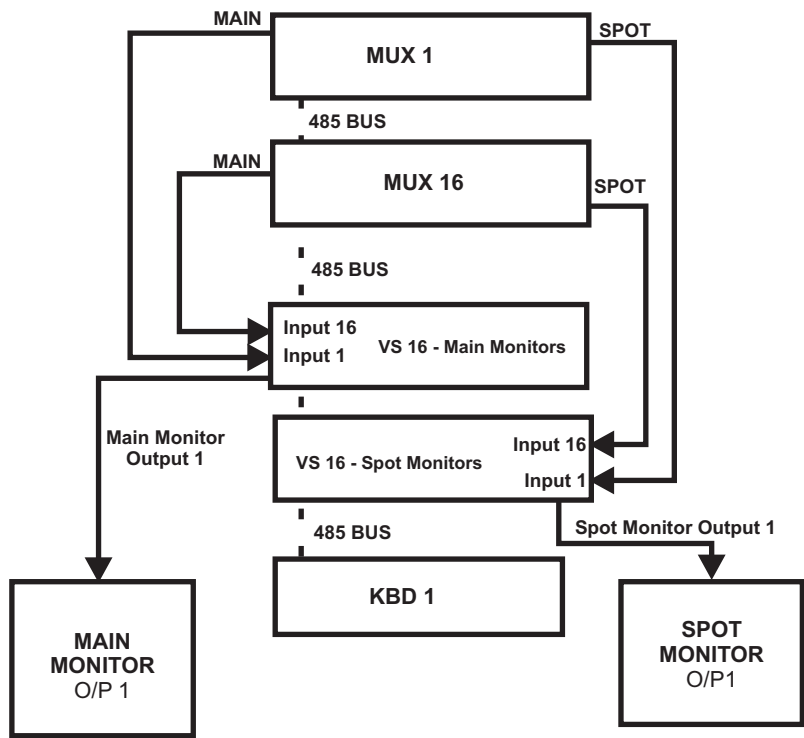 MAIN
SPOT
MUX 1
485 BUS
MAIN
SPOT
MUX 16
485 BUS
Input 16
Input 1
VS 16 - Main Monitors
Main Monitor
Output 1
VS 16 - Spot Monitors
Input 16
Input 1
485 BUS
Spot Monitor Output 1
KBD 1
MAIN
MONITOR
O/P 1
SPOT
MONITOR
O/P1